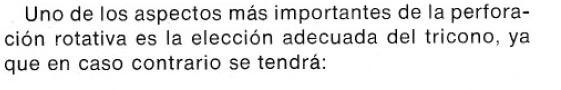 Uno de los aspectos más importantes de la perfora-
ción rotativa es la elección adecuada del tricono, ya
que en caso contrario se tendrá: